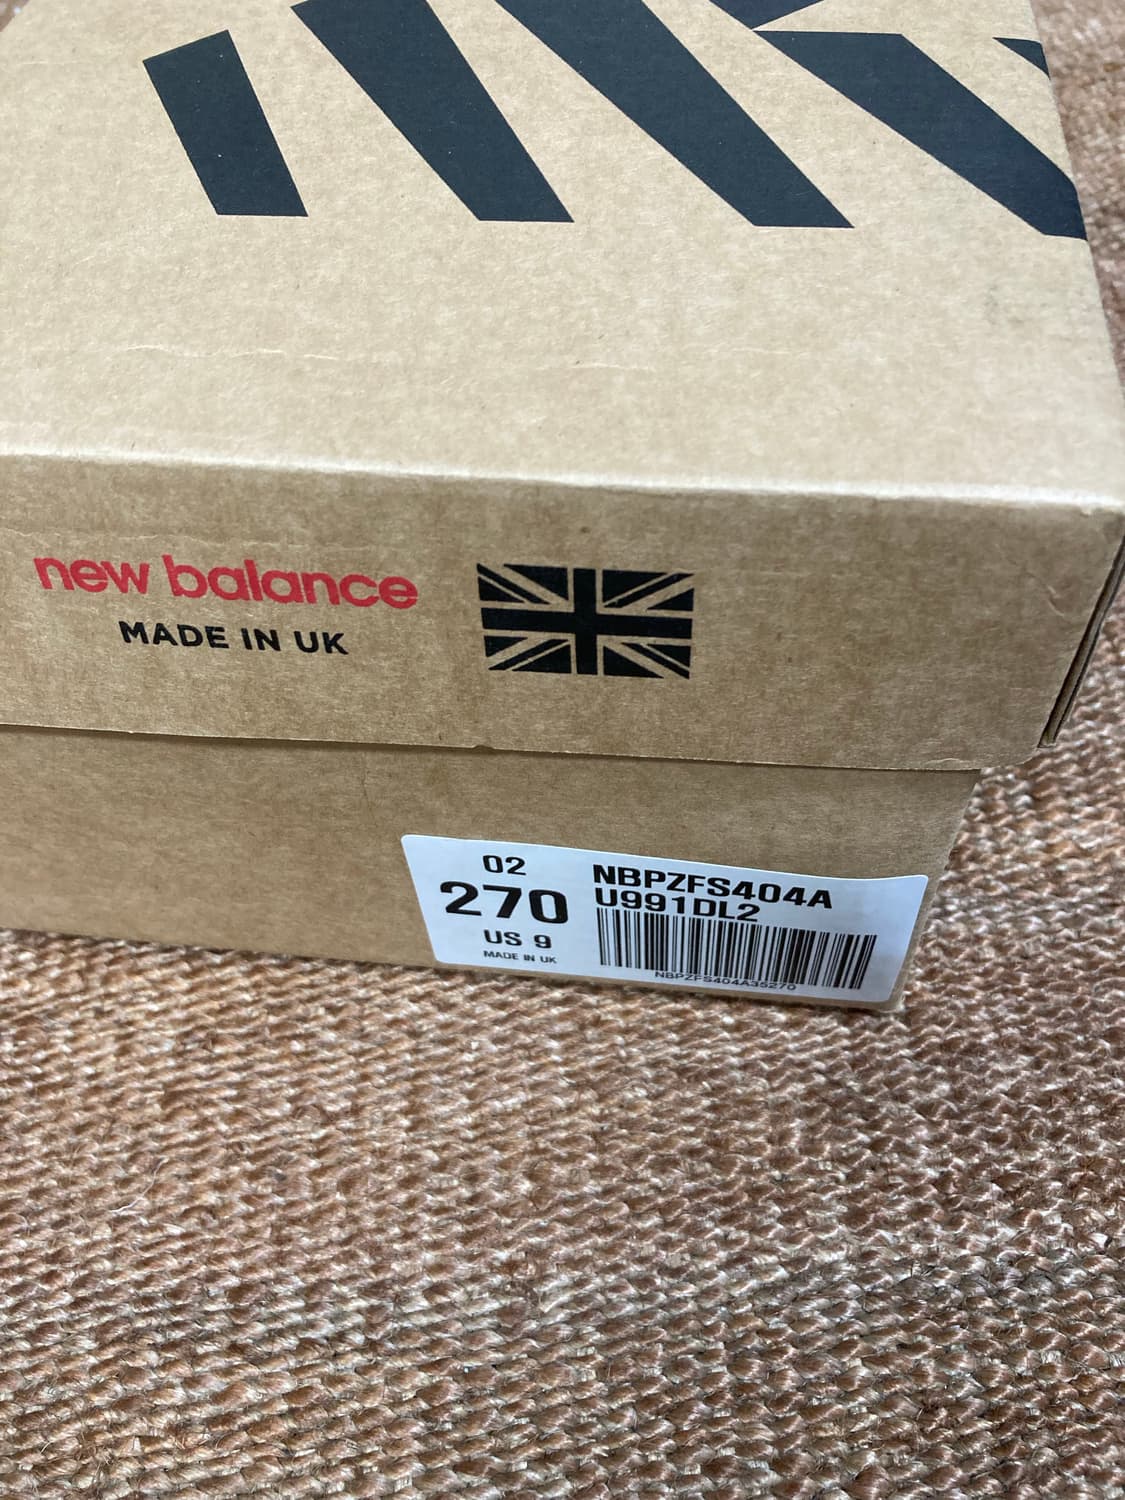 new balance
MADE IN UK
02
270
US 9
MADE IN UK
NBPZFS404A
U991DL2
NBPZFS404A35270